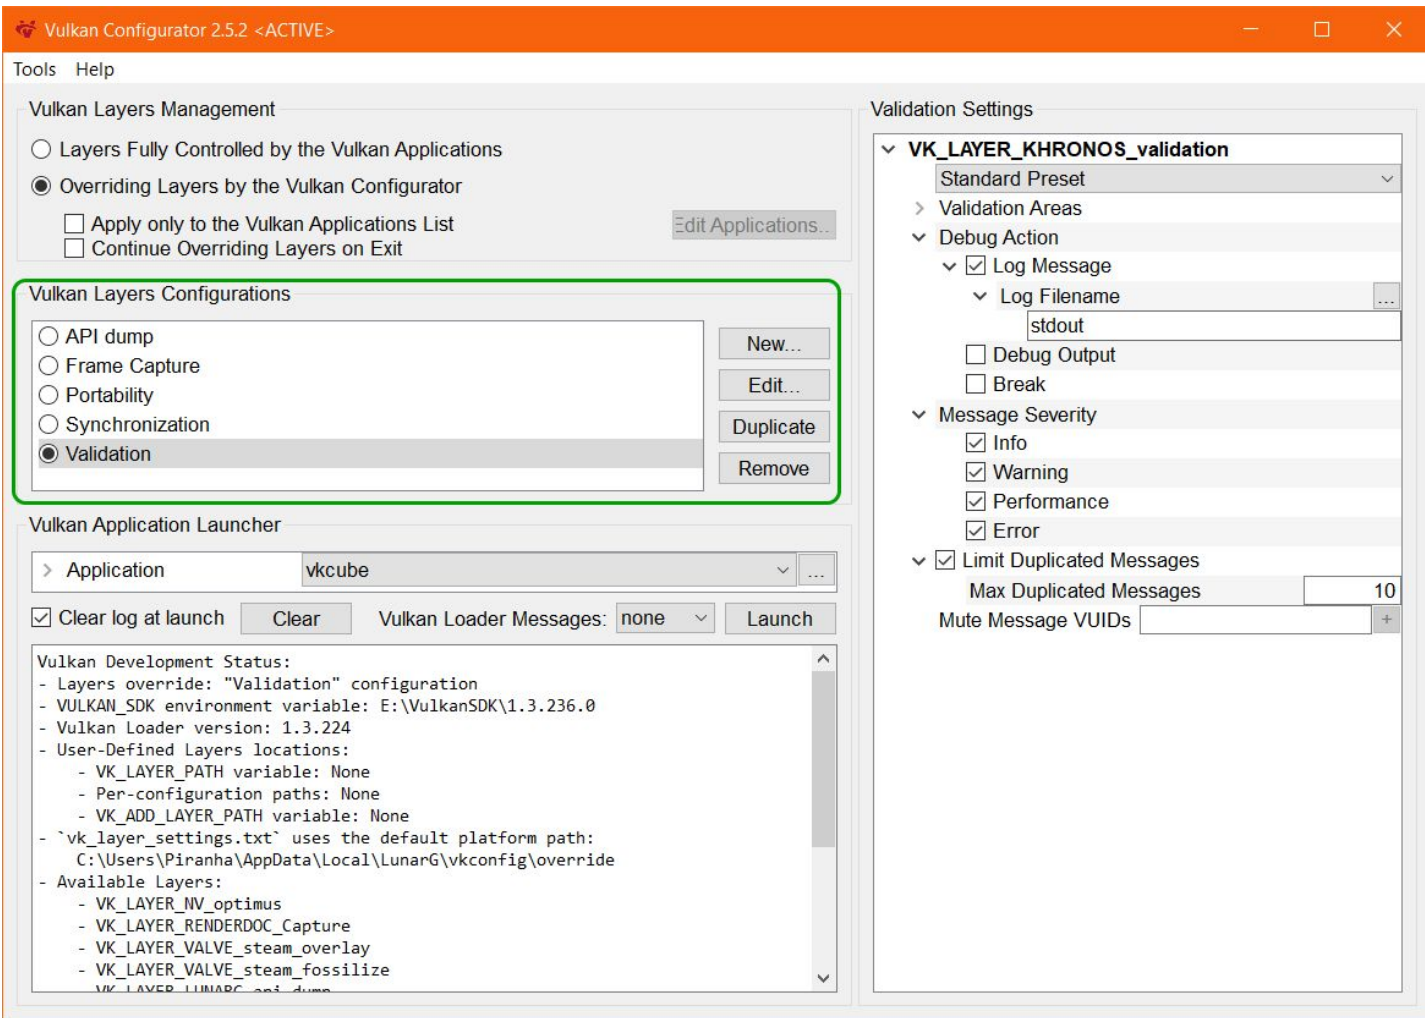 Vulkan Configurator 2.5.2 <ACTIVE>
Tools Help
Vulkan Layers Management
Layers Fully Controlled by the Vulkan Applications
Overriding Layers by the Vulkan Configurator
Apply only to the Vulkan Applications List
Edit Applications..
Continue Overriding Layers on Exit
Vulkan Layers Configurations
API dump
Frame Capture
Portability
Synchronization
Validation
New...
Edit...
Duplicate
Remove
Vulkan Application Launcher
Application vkcube ...
Clear log at launch Clear Vulkan Loader Messages: none Launch
Vulkan Development Status:
- Layers override: "Validation" configuration
- VULKAN_SDK environment variable: E:\VulkanSDK\1.3.236.0
- Vulkan Loader version: 1.3.224
- User-Defined Layers locations:
- VK_LAYER_PATH variable: None
- Per-configuration paths: None
- VK_ADD_LAYER_PATH variable: None
- `vk_layer_settings.txt` uses the default platform path:
C:\Users\Piranha\AppData\Local\LunarG\vkconfig\override
- Available Layers:
- VK_LAYER_NV_optimus
- VK_LAYER_RENDERDOC_Capture
- VK_LAYER_VALVE_steam_overlay
- VK_LAYER_VALVE_steam_fossilize
VK_LAYER_LUNARG_api_dump
Validation Settings
VK_LAYER_KHRONOS_validation
Standard Preset
Validation Areas
Debug Action
Log Message
Log Filename ...
stdout
Debug Output
Break
Message Severity
Info
Warning
Performance
Error
Limit Duplicated Messages
Max Duplicated Messages 10
Mute Message VUIDs +